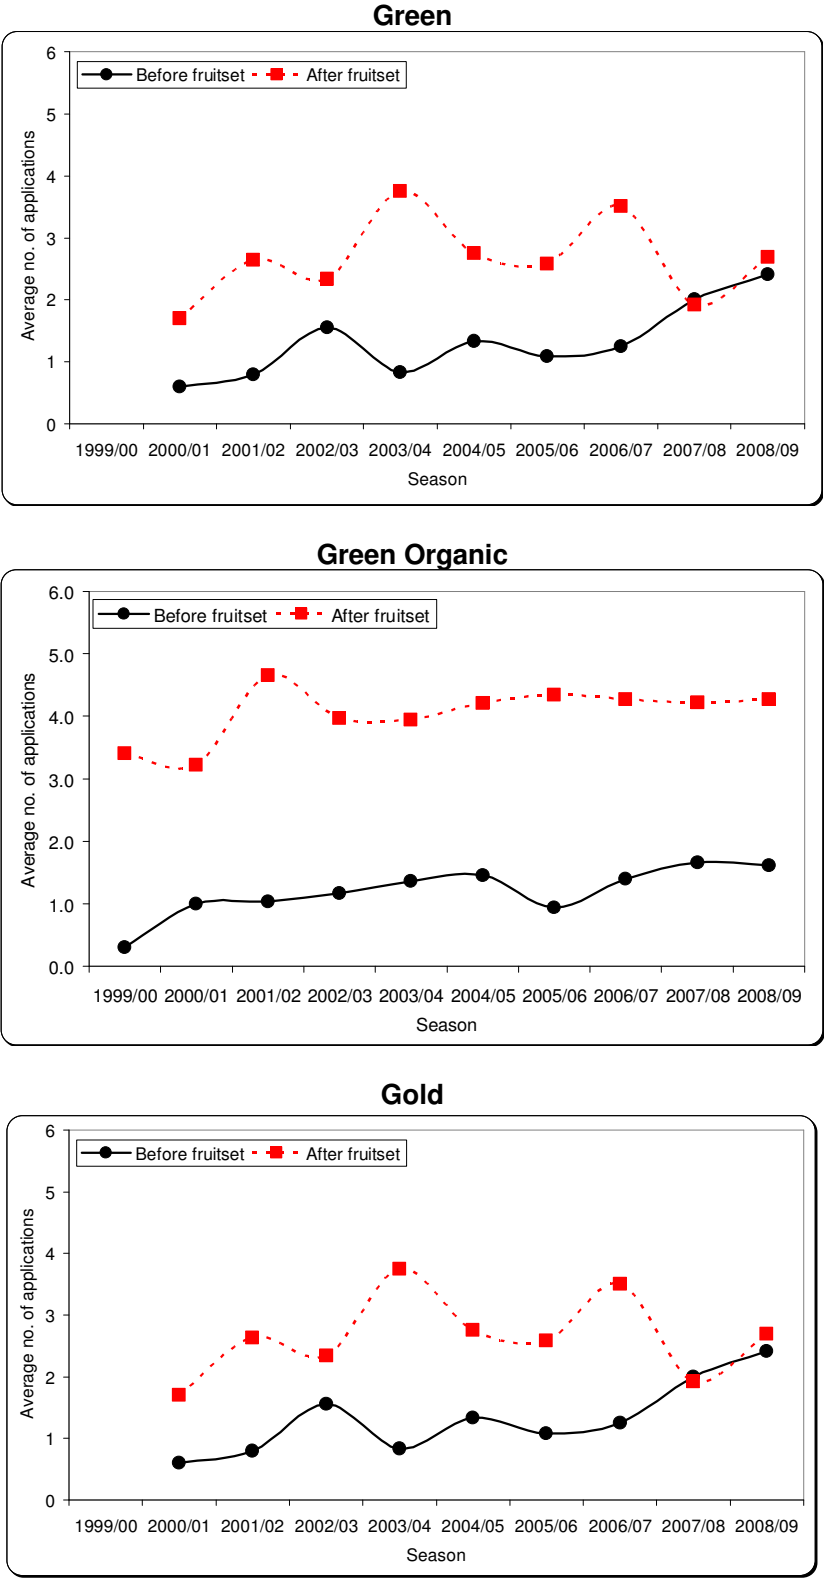 Green
6
Before fruitset After fruitset
5
4
3
2
1
0
Average no. of applications
1999/00 2000/01 2001/02 2002/03 2003/04 2004/05 2005/06 2006/07 2007/08 2008/09
Season
Green Organic
6.0
Before fruitset After fruitset
5.0
4.0
3.0
2.0
1.0
0.0
Average no. of applications
1999/00 2000/01 2001/02 2002/03 2003/04 2004/05 2005/06 2006/07 2007/08 2008/09
Season
Gold
6
Before fruitset After fruitset
5
4
3
2
1
0
Average no. of applications
1999/00 2000/01 2001/02 2002/03 2003/04 2004/05 2005/06 2006/07 2007/08 2008/09
Season